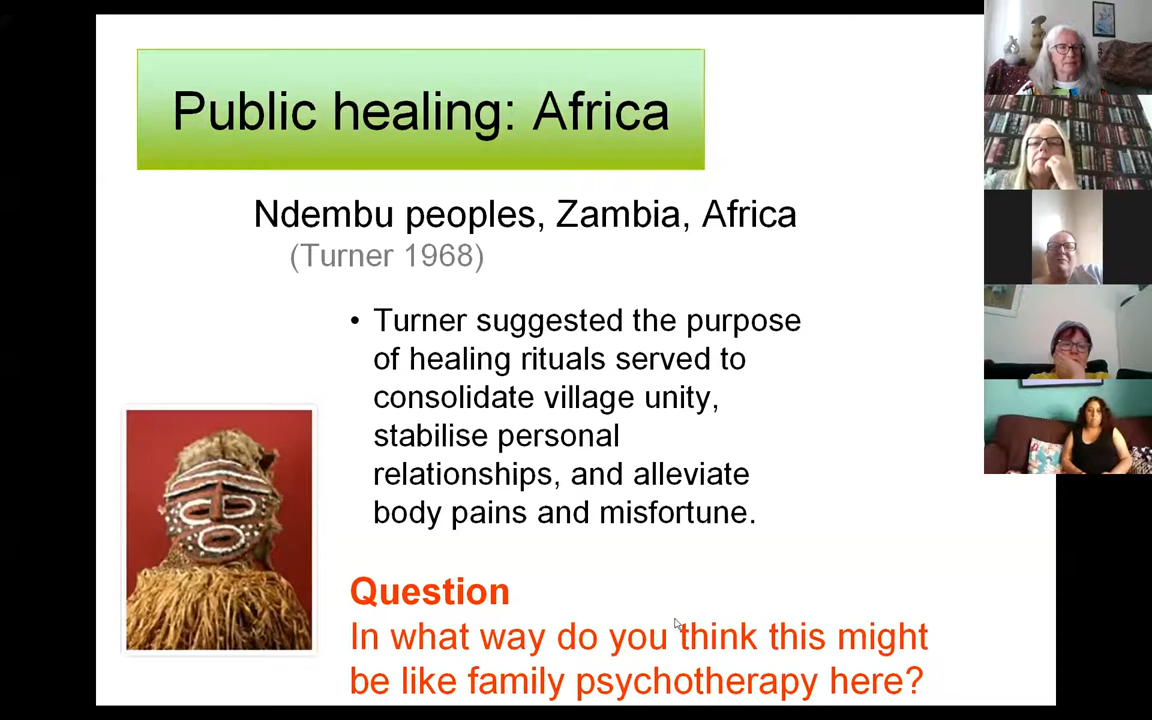 Public healing: Africa
Ndembu peoples, Zambia, Africa
(Turner 1968)
• Turner suggested the purpose
of healing rituals served to
consolidate village unity,
stabilise personal
relationships, and alleviate
body pains and misfortune.
Question
In what way do you think this might
be like family psychotherapy here?